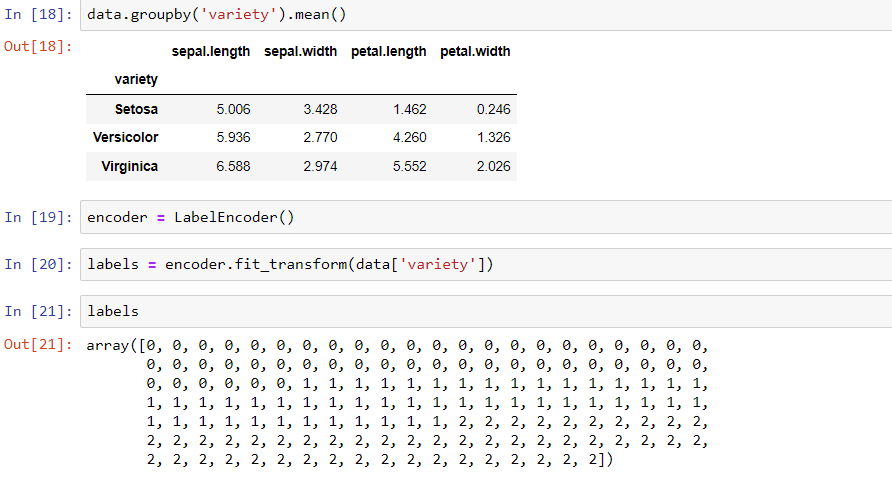 In [18]: data.groupby('variety').mean()
Out[18]:
sepal.length sepal.width petal.length petal.width
variety
Setosa 5.006 3.428 1.462 0.246
Versicolor 5.936 2.770 4.260 1.326
Virginica 6.588 2.974 5.552 2.026
In [19]: encoder = LabelEncoder()
In [20]: labels = encoder.fit_transform(data['variety'])
In [21]: labels
Out[21]: array([0, 0, 0, 0, 0, 0, 0, 0, 0, 0, 0, 0, 0, 0, 0, 0, 0, 0, 0, 0, 0, 0,
0, 0, 0, 0, 0, 0, 0, 0, 0, 0, 0, 0, 0, 0, 0, 0, 0, 0, 0, 0, 0, 0,
0, 0, 0, 0, 0, 0, 1, 1, 1, 1, 1, 1, 1, 1, 1, 1, 1, 1, 1, 1, 1, 1,
1, 1, 1, 1, 1, 1, 1, 1, 1, 1, 1, 1, 1, 1, 1, 1, 1, 1, 1, 1, 1, 1,
1, 1, 1, 1, 1, 1, 1, 1, 1, 1, 1, 1, 2, 2, 2, 2, 2, 2, 2, 2, 2, 2,
2, 2, 2, 2, 2, 2, 2, 2, 2, 2, 2, 2, 2, 2, 2, 2, 2, 2, 2, 2, 2, 2,
2, 2, 2, 2, 2, 2, 2, 2, 2, 2, 2, 2, 2, 2, 2, 2, 2, 2])